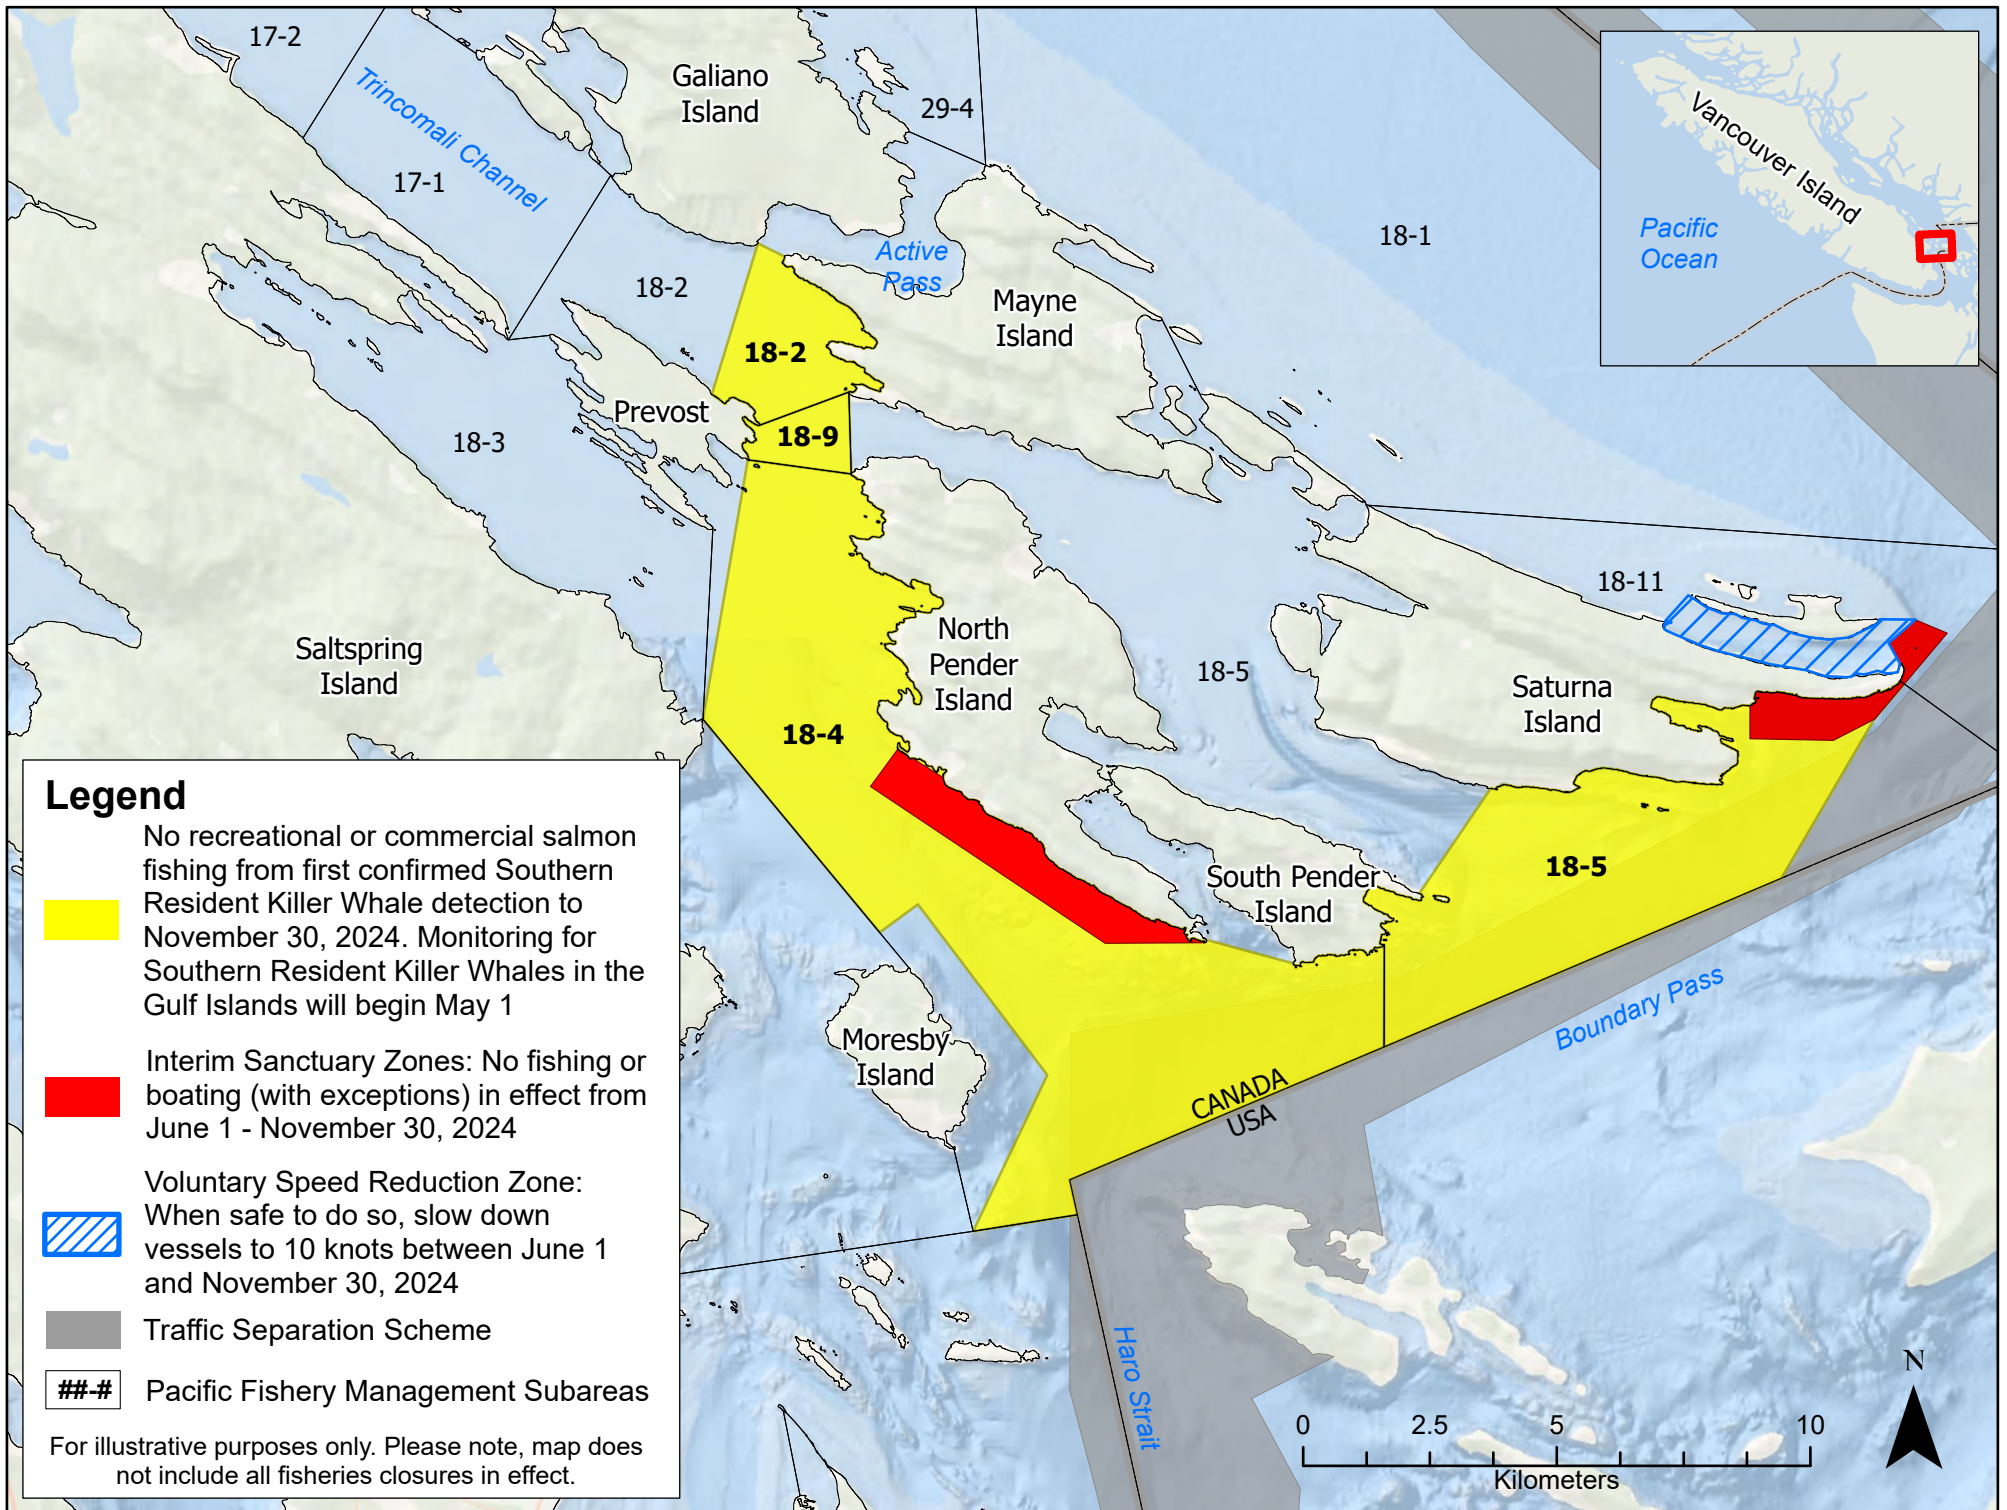 17-2
Trincomali Channel
17-1
Galiano
Island
29-4
18-1
Vancouver Island
Pacific
Ocean
Active
Pass
18-2
Mayne
Island
18-2
Prevost
18-9
18-3
18-11
North
Pender
Island
18-5
Saltspring
Island
Saturna
Island
18-4
South Pender
Island
18-5
Boundary Pass
Moresby
Island
CANADA
USA
Haro Strait
Legend
No recreational or commercial salmon
fishing from first confirmed Southern
Resident Killer Whale detection to
November 30, 2024. Monitoring for
Southern Resident Killer Whales in the
Gulf Islands will begin May 1
Interim Sanctuary Zones: No fishing or
boating (with exceptions) in effect from
June 1 - November 30, 2024
Voluntary Speed Reduction Zone:
When safe to do so, slow down
vessels to 10 knots between June 1
and November 30, 2024
Traffic Separation Scheme
##-# Pacific Fishery Management Subareas
For illustrative purposes only. Please note, map does
not include all fisheries closures in effect.
0 2.5 5 10
Kilometers
N